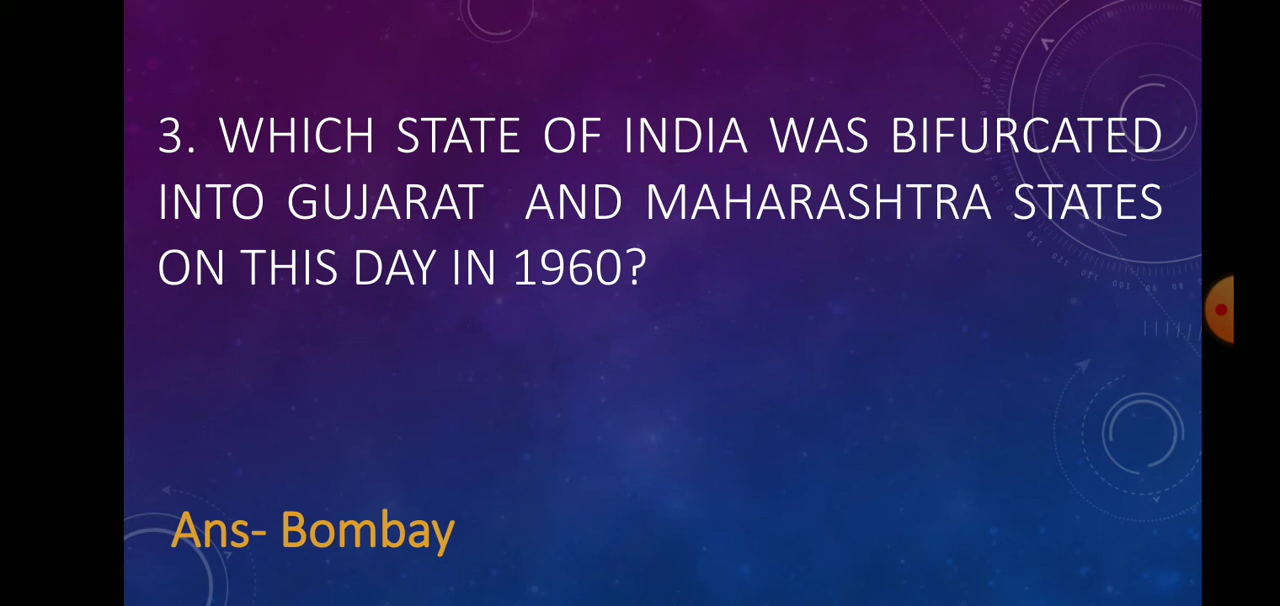 3. WHICH STATE OF INDIA WAS BIFURCATED
INTO GUJARAT AND MAHARASHTRA STATES
ON THIS DAY IN 1960?
Ans- Bombay